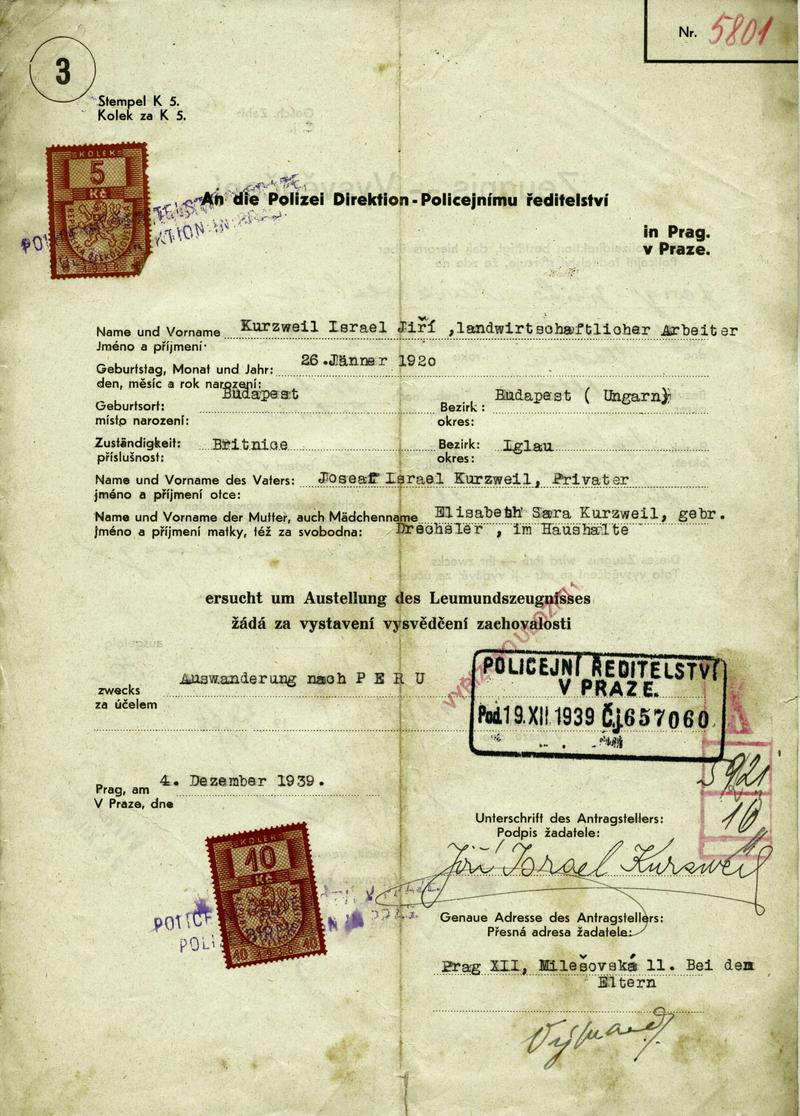 Nr. 5801
3
Stempel K 5.
Kolek za K 5.
KOLEK
5
Kč
An die Polizei Direktion - Policejnímu ředitelství
in Prag.
v Praze.
Name und Vorname Kurzweil Israel Jiří ,landwirtschaftlicher Arbeiter
Jméno a příjmení·
Geburtstag, Monat und Jahr: 26.Jänner 1920
den, měsíc a rok narození:
Geburtsort: Budapest Bezirk: Budapest ( Ungarn)
místo narození: okres:
Zuständigkeit: Britnice Bezirk: Iglau
příslušnost: okres:
Name und Vorname des Vaters: Josef Israel Kurzweil, Privater
jméno a příjmení otce:
Name und Vorname der Mutter, auch Mädchenname Elisabeth Sara Kurzweil, gebr.
Jméno a příjmení matky, též za svobodna: Drechsler , im Haushalte
ersucht um Austellung des Leumundszeugnisses
žádá za vystavení vysvědčení zachovalosti
zwecks Auswanderung nach P E R U
za účelem
POLICEJNÍ ŘEDITELSTVÍ
V PRAZE.
Pod. 19.XII 1939 Č.j. 657060
5921
10
Prag, am 4. Dezember 1939.
V Praze, dne
Unterschrift des Antragstellers:
Podpis žadatele:
Jiří Israel Kurzweil
KOLEK
10
Kč
Genaue Adresse des Antragstellers:
Přesná adresa žadatele:
Prag XII, Milešovská 11. Bei den
Eltern